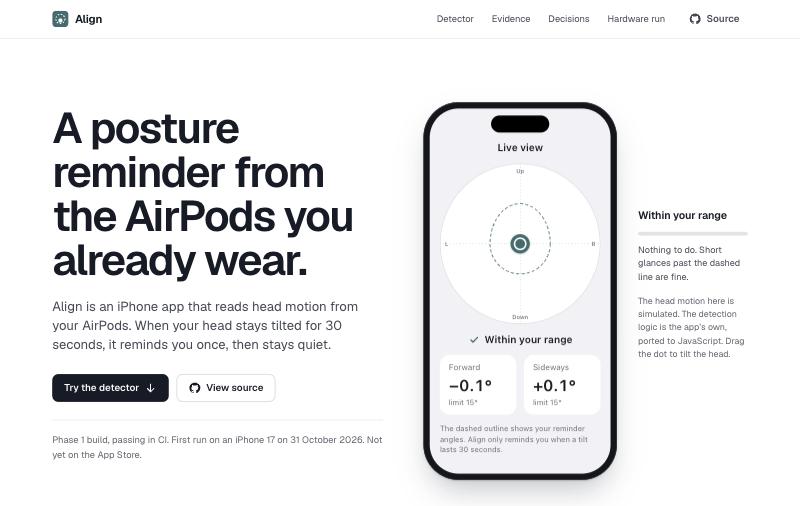 Align
Detector
Evidence
Decisions
Hardware run
Source
A posture
reminder from
the AirPods you
already wear.
Align is an iPhone app that reads head motion from
your AirPods. When your head stays tilted for 30
seconds, it reminds you once, then stays quiet.
Try the detector
View source
Phase 1 build, passing in CI. First run on an iPhone 17 on 31 October 2026. Not
yet on the App Store.
Live view
Up
L
R
Down
Within your range
Forward
−0.1°
limit 15°
Sideways
+0.1°
limit 15°
The dashed outline shows your reminder
angles. Align only reminds you when a tilt
lasts 30 seconds.
Within your range
Nothing to do. Short
glances past the dashed
line are fine.
The head motion here is
simulated. The detection
logic is the app's own,
ported to JavaScript. Drag
the dot to tilt the head.